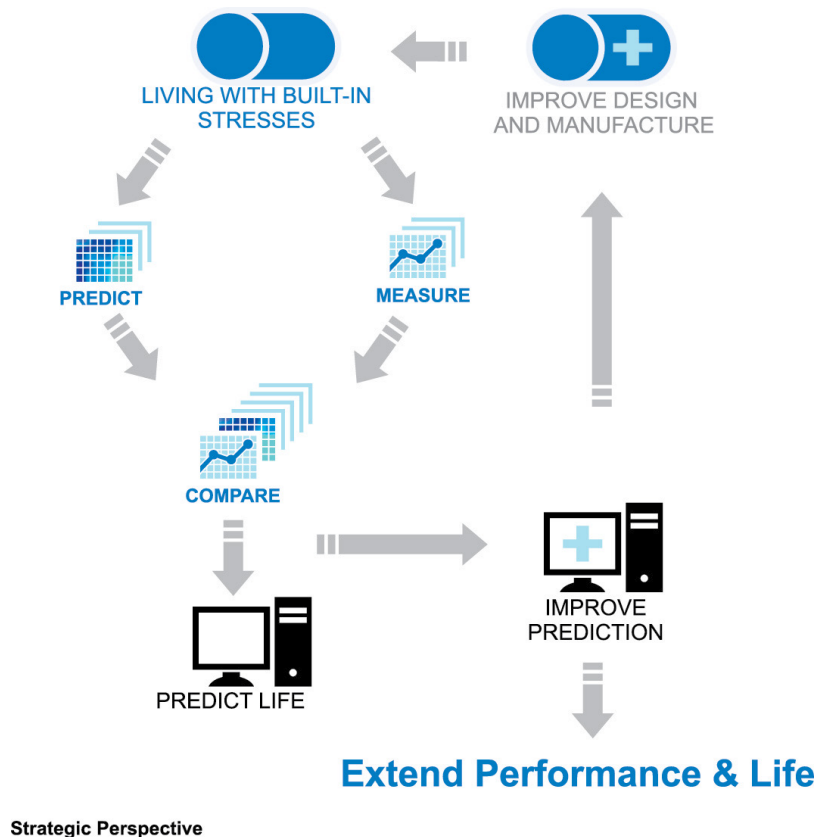 LIVING WITH BUILT-IN
STRESSES
IMPROVE DESIGN
AND MANUFACTURE
PREDICT
MEASURE
COMPARE
IMPROVE
PREDICTION
PREDICT LIFE
Extend Performance & Life
Strategic Perspective